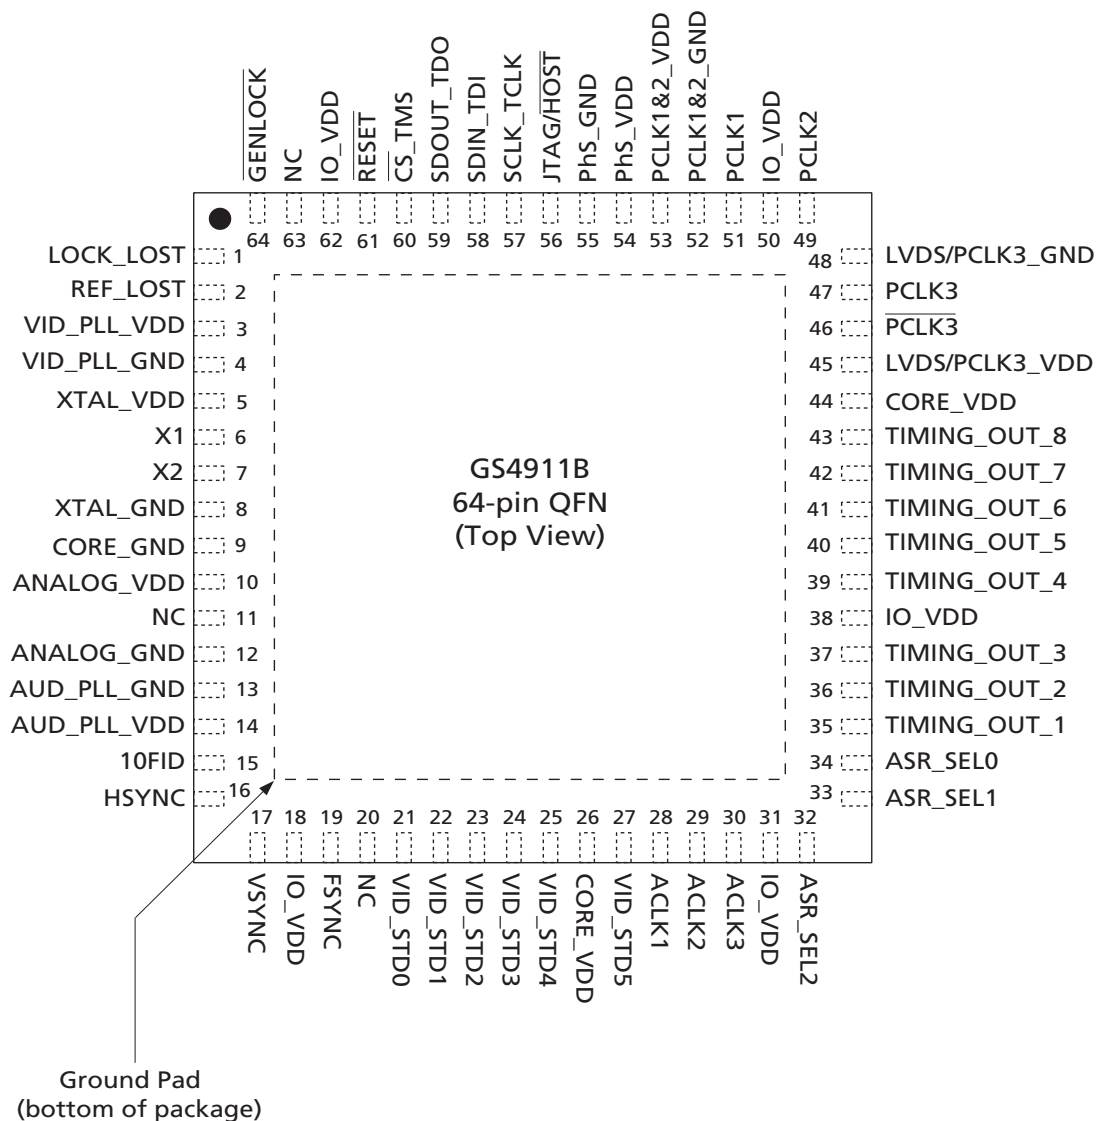 GENLOCK
NC
IO_VDD
RESET
CS_TMS
SDOUT_TDO
SDIN_TDI
SCLK_TCLK
JTAG/HOST
PhS_GND
PhS_VDD
PCLK1&2_VDD
PCLK1&2_GND
PCLK1
IO_VDD
PCLK2
64 63 62 61 60 59 58 57 56 55 54 53 52 51 50 49
LOCK_LOST 1
REF_LOST 2
VID_PLL_VDD 3
VID_PLL_GND 4
XTAL_VDD 5
X1 6
X2 7
XTAL_GND 8
CORE_GND 9
ANALOG_VDD 10
NC 11
ANALOG_GND 12
AUD_PLL_GND 13
AUD_PLL_VDD 14
10FID 15
HSYNC 16
GS4911B
64-pin QFN
(Top View)
48 LVDS/PCLK3_GND
47 PCLK3
46 PCLK3
45 LVDS/PCLK3_VDD
44 CORE_VDD
43 TIMING_OUT_8
42 TIMING_OUT_7
41 TIMING_OUT_6
40 TIMING_OUT_5
39 TIMING_OUT_4
38 IO_VDD
37 TIMING_OUT_3
36 TIMING_OUT_2
35 TIMING_OUT_1
34 ASR_SEL0
33 ASR_SEL1
17 18 19 20 21 22 23 24 25 26 27 28 29 30 31 32
VSYNC
IO_VDD
FSYNC
NC
VID_STD0
VID_STD1
VID_STD2
VID_STD3
VID_STD4
CORE_VDD
VID_STD5
ACLK1
ACLK2
ACLK3
IO_VDD
ASR_SEL2
Ground Pad
(bottom of package)